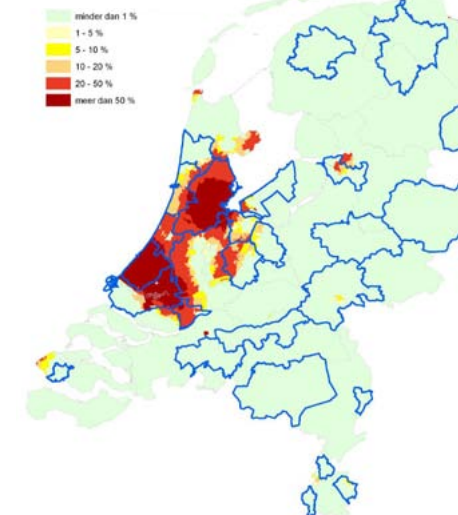 minder dan 1 %
1 - 5 %
5 - 10 %
10 - 20 %
20 - 50 %
meer dan 50 %